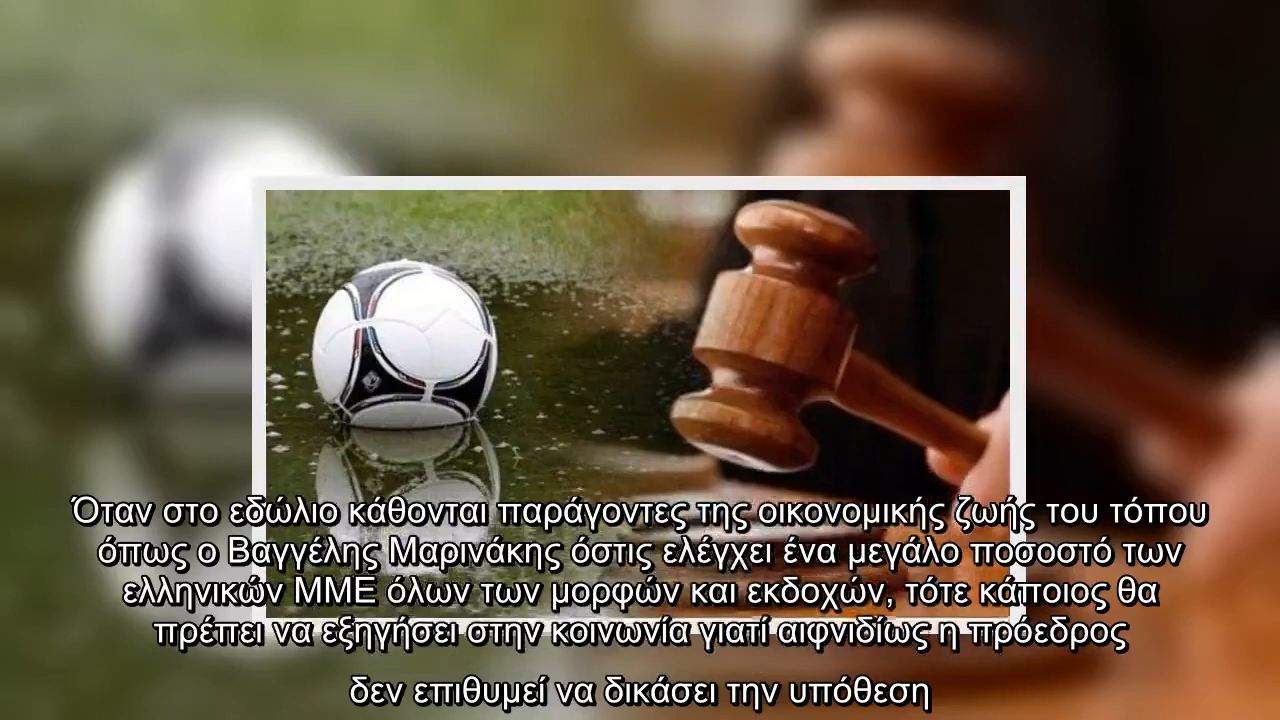 Όταν στο εδώλιο κάθονται παράγοντες της οικονομικής ζωής του τόπου
όπως ο Βαγγέλης Μαρινάκης όστις ελέγχει ένα μεγάλο ποσοστό των
ελληνικών ΜΜΕ όλων των μορφών και εκδοχών, τότε κάποιος θα
πρέπει να εξηγήσει στην κοινωνία γιατί αιφνιδίως η πρόεδρος
δεν επιθυμεί να δικάσει την υπόθεση